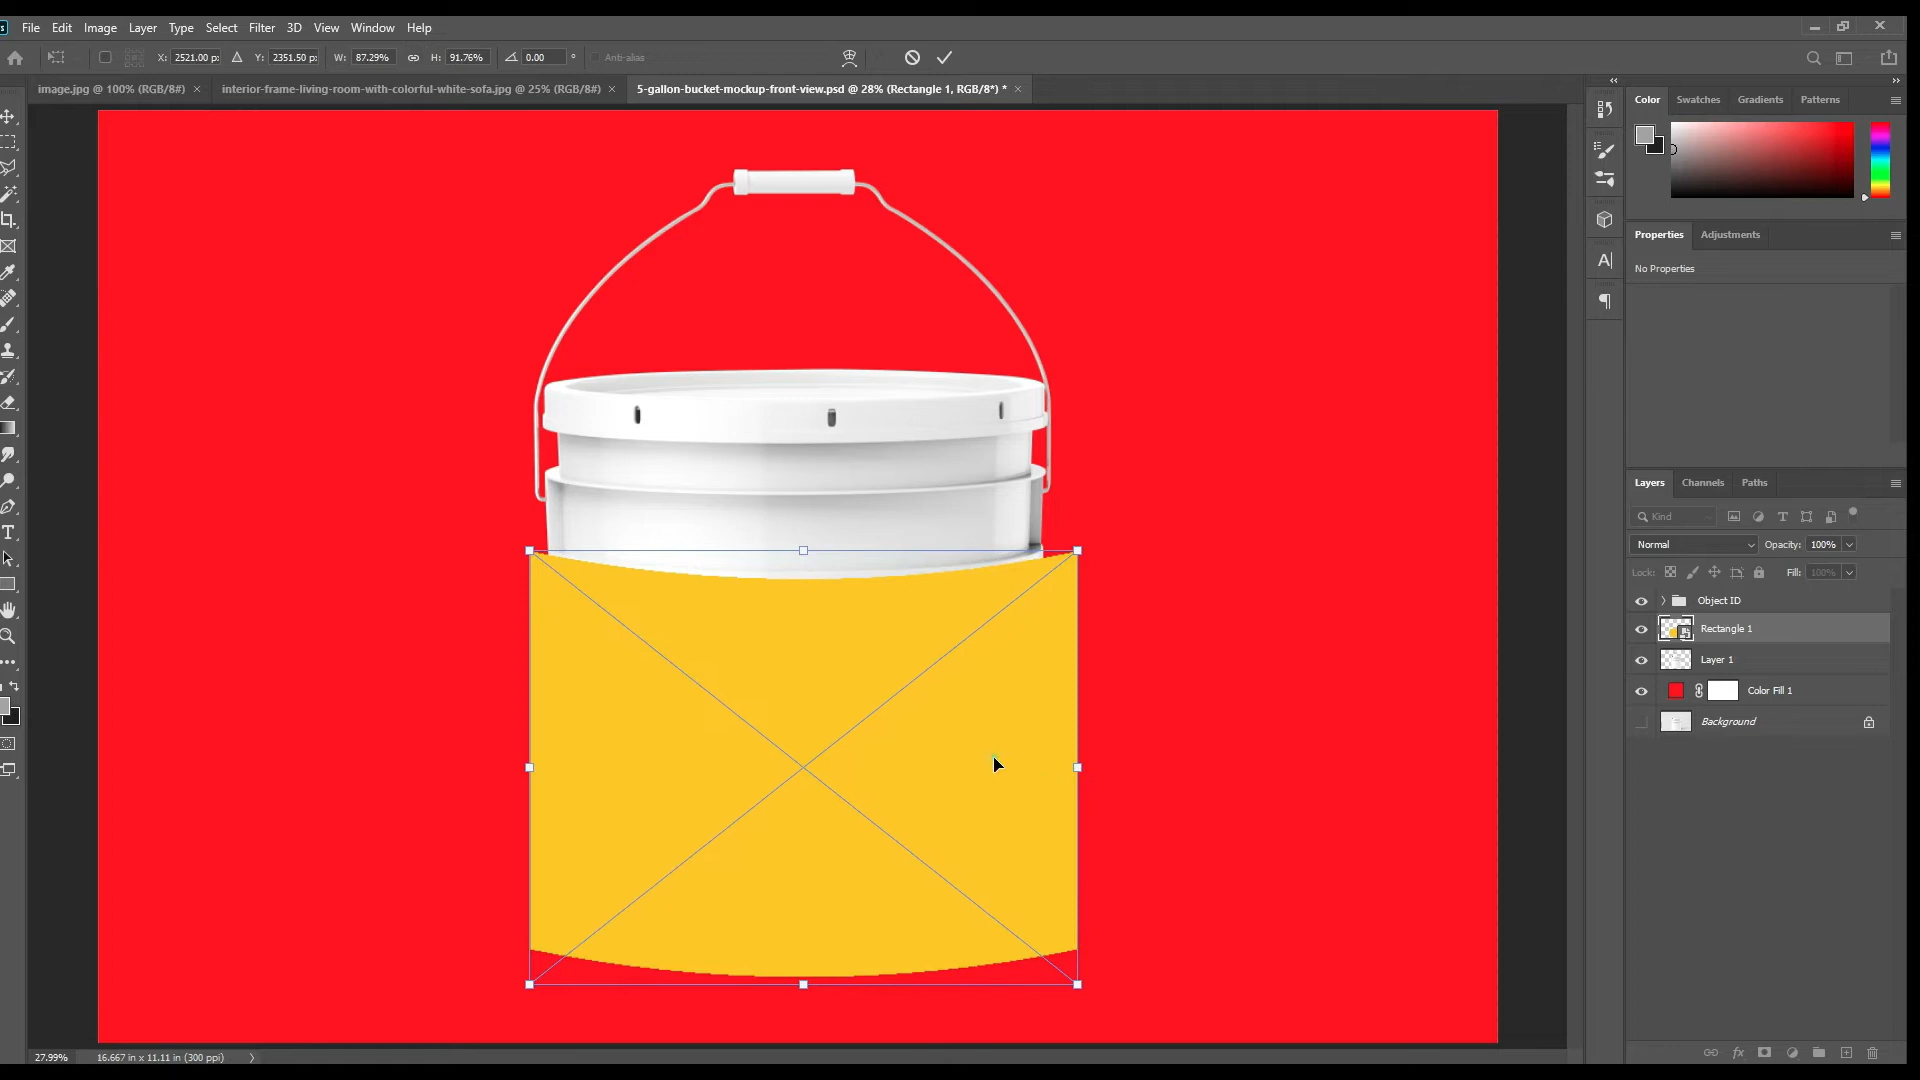 File Edit Image Layer Type Select Filter 3D View Window Help
X: 2521.00 p: Y: 2351.50 p: W: 87.29% H: 91.76% 0.00 ° Anti-alias
image.jpg @ 100% (RGB/8#) × interior-frame-living-room-with-colorful-white-sofa.jpg @ 25% (RGB/8#) × 5-gallon-bucket-mockup-front-view.psd @ 28% (Rectangle 1, RGB/8*) * ×
Color Swatches Gradients Patterns
Properties Adjustments
No Properties
Layers Channels Paths
Kind
Normal Opacity: 100%
Lock: Fill: 100%
Object ID
Rectangle 1
Layer 1
Color Fill 1
Background
27.99% 16.667 in x 11.11 in (300 ppi)